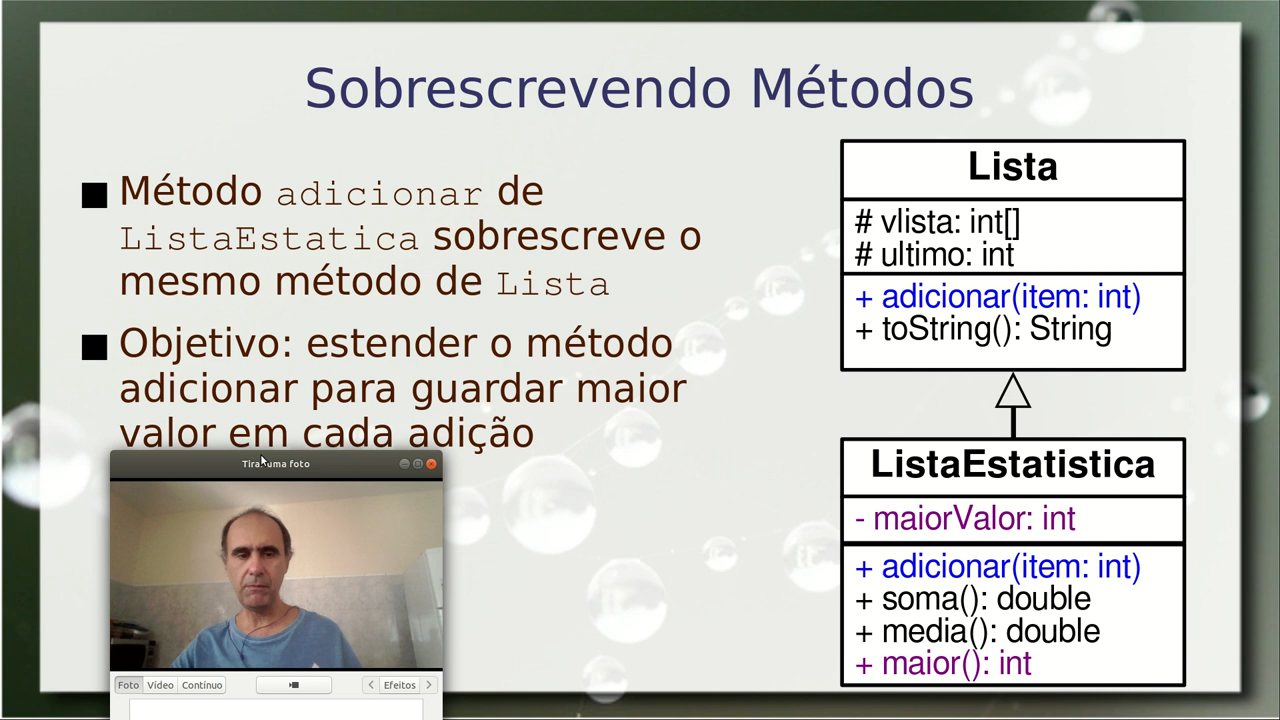 Sobrescrevendo Métodos
Método adicionar de
ListaEstatica sobrescreve o
mesmo método de Lista
Objetivo: estender o método
adicionar para guardar maior
valor em cada adição
Lista
# vlista: int[]
# ultimo: int
+ adicionar(item: int)
+ toString(): String
ListaEstatistica
- maiorValor: int
+ adicionar(item: int)
+ soma(): double
+ media(): double
+ maior(): int
Tirar uma foto
Foto Vídeo Contínuo Efeitos